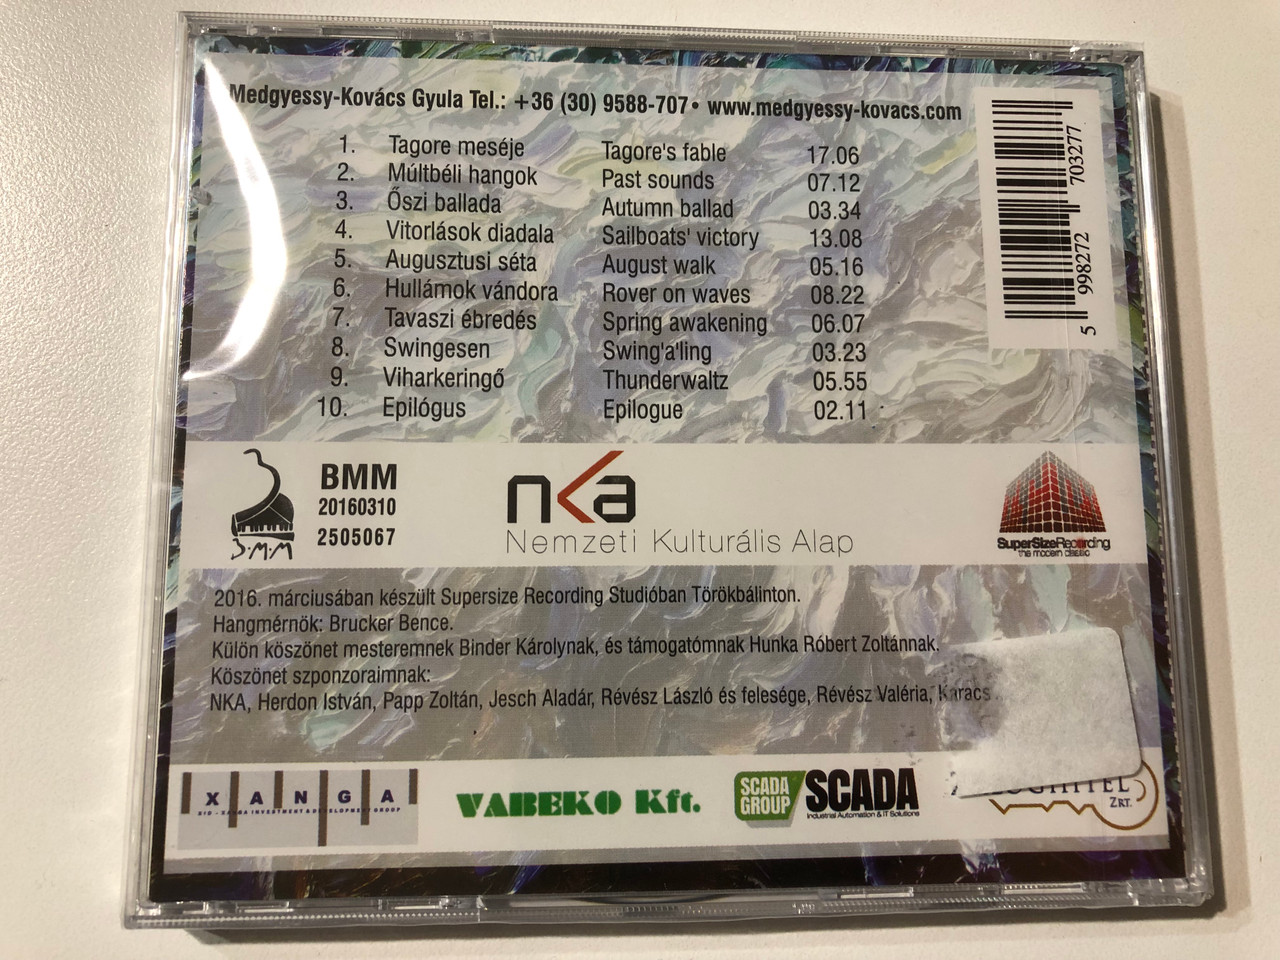 Medgyessy-Kovács Gyula Tel.: +36 (30) 9588-707 • www.medgyessy-kovacs.com
1. Tagore meséje Tagore's fable 17.06
2. Múltbéli hangok Past sounds 07.12
3. Őszi ballada Autumn ballad 03.34
4. Vitorlások diadala Sailboats' victory 13.08
5. Augusztusi séta August walk 05.16
6. Hullámok vándora Rover on waves 08.22
7. Tavaszi ébredés Spring awakening 06.07
8. Swingesen Swing'a'ling 03.23
9. Viharkeringő Thunderwaltz 05.55
10. Epilógus Epilogue 02.11
5 998272 703277
B.M.M
BMM
20160310
2505067
nka
Nemzeti Kulturális Alap
SuperSizeRecording
the modern classic
2016. márciusában készült Supersize Recording Studióban Törökbálinton.
Hangmérnök: Brucker Bence.
Külön köszönet mesteremnek Binder Károlynak, és támogatómnak Hunka Róbert Zoltánnak.
Köszönet szponzoraimnak:
NKA, Herdon István, Papp Zoltán, Jesch Aladár, Révész László és felesége, Révész Valéria, Karacs
XANGA
XID - XANGA INVESTMENT & DEVELOPMENT GROUP
VABEKO Kft.
SCADA GROUP
SCADA
Industrial Automation & IT Solutions
ZRT.